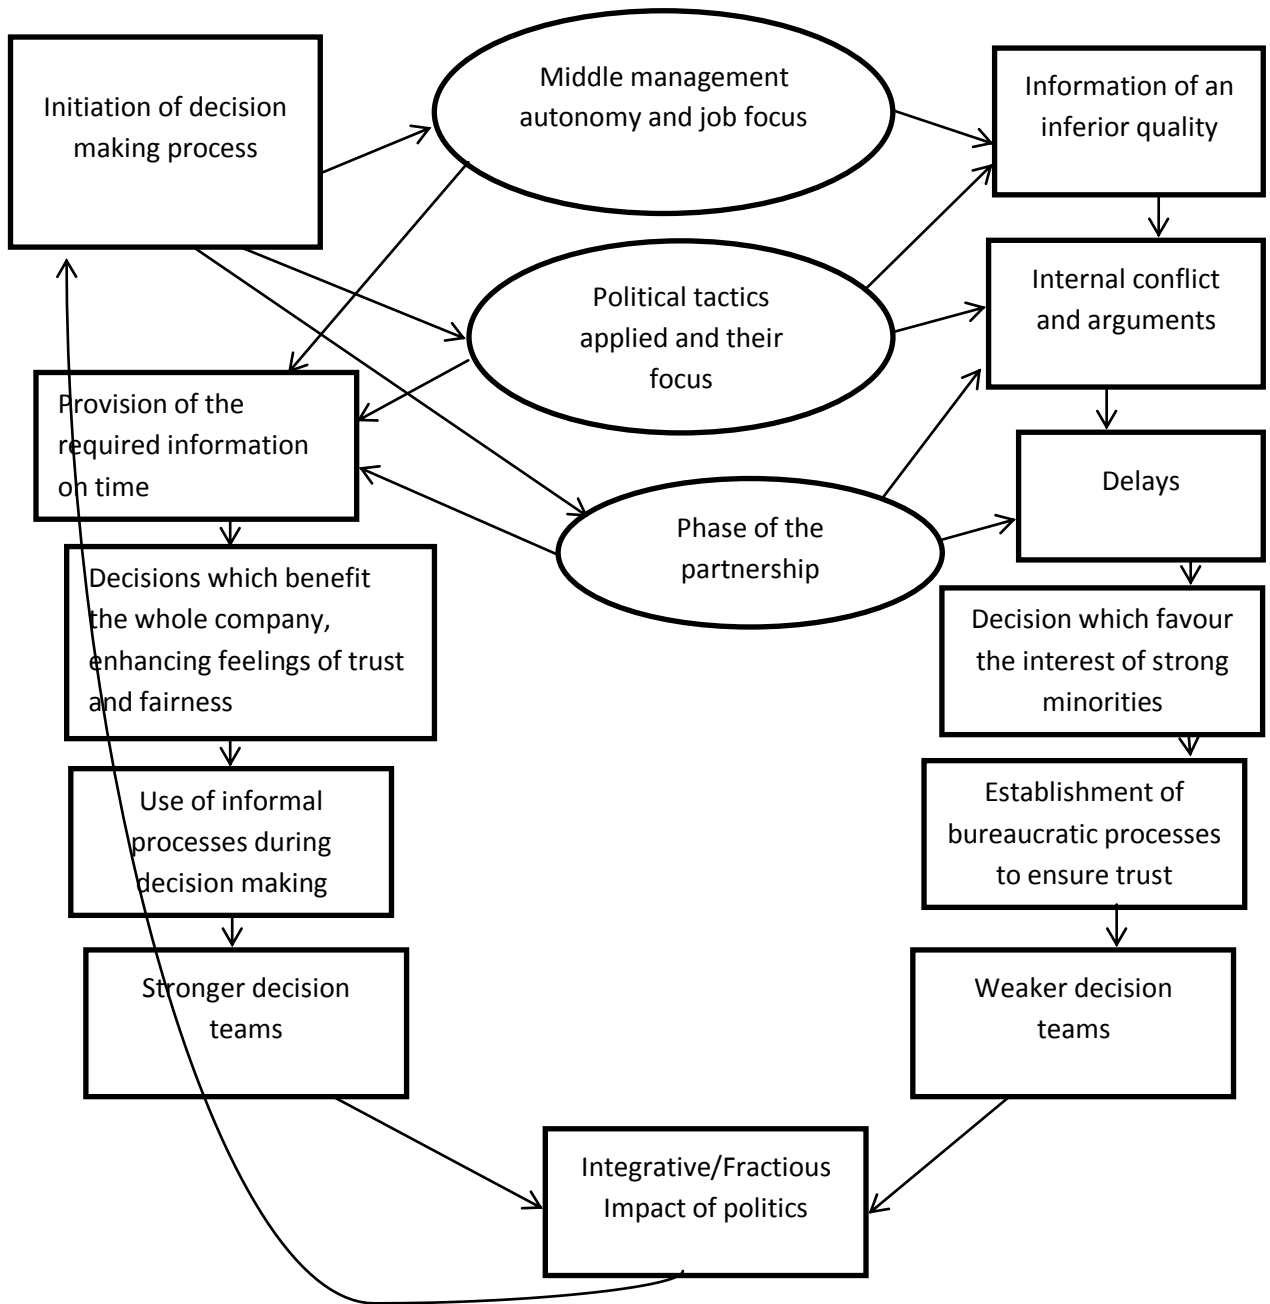 Initiation of decision
making process
Middle management
autonomy and job focus
Information of an
inferior quality
Political tactics
applied and their
focus
Internal conflict
and arguments
Provision of the
required information
on time
Phase of the
partnership
Delays
Decisions which benefit
the whole company,
enhancing feelings of trust
and fairness
Decision which favour
the interest of strong
minorities
Use of informal
processes during
decision making
Establishment of
bureaucratic processes
to ensure trust
Stronger decision
teams
Weaker decision
teams
Integrative/Fractious
Impact of politics